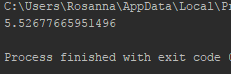 C:\Users\Rosanna\AppData\Local\P
5.52677665951496
Process finished with exit code